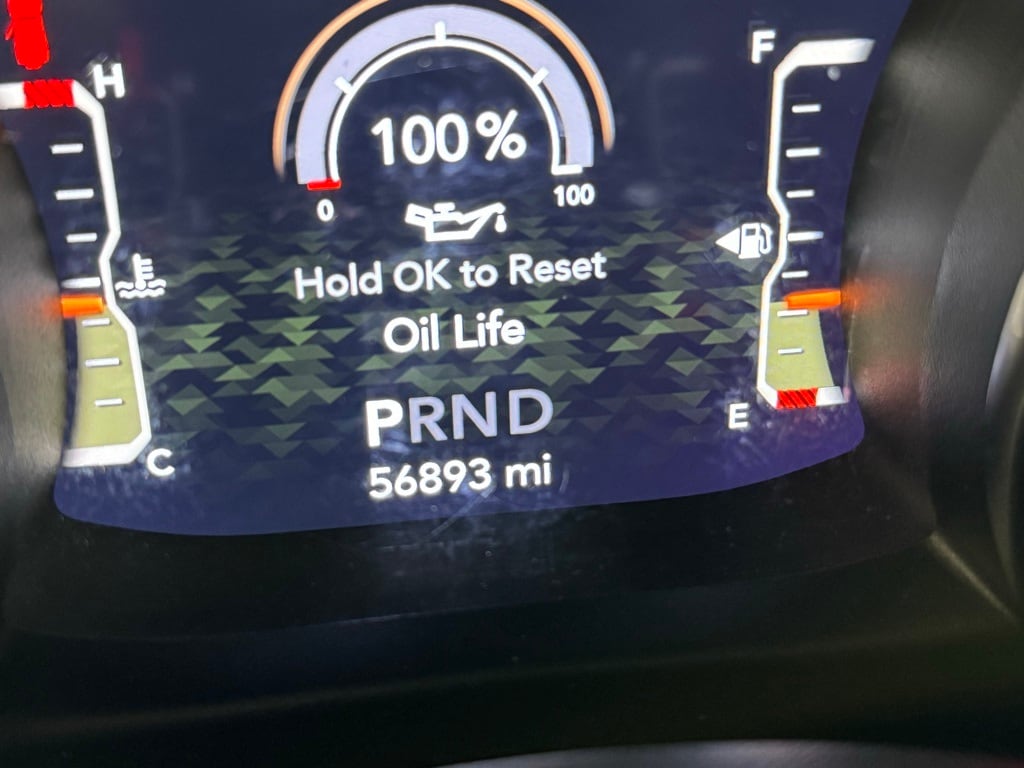 H
F
100%
0
100
Hold OK to Reset
Oil Life
PRND
E
C
56893 mi